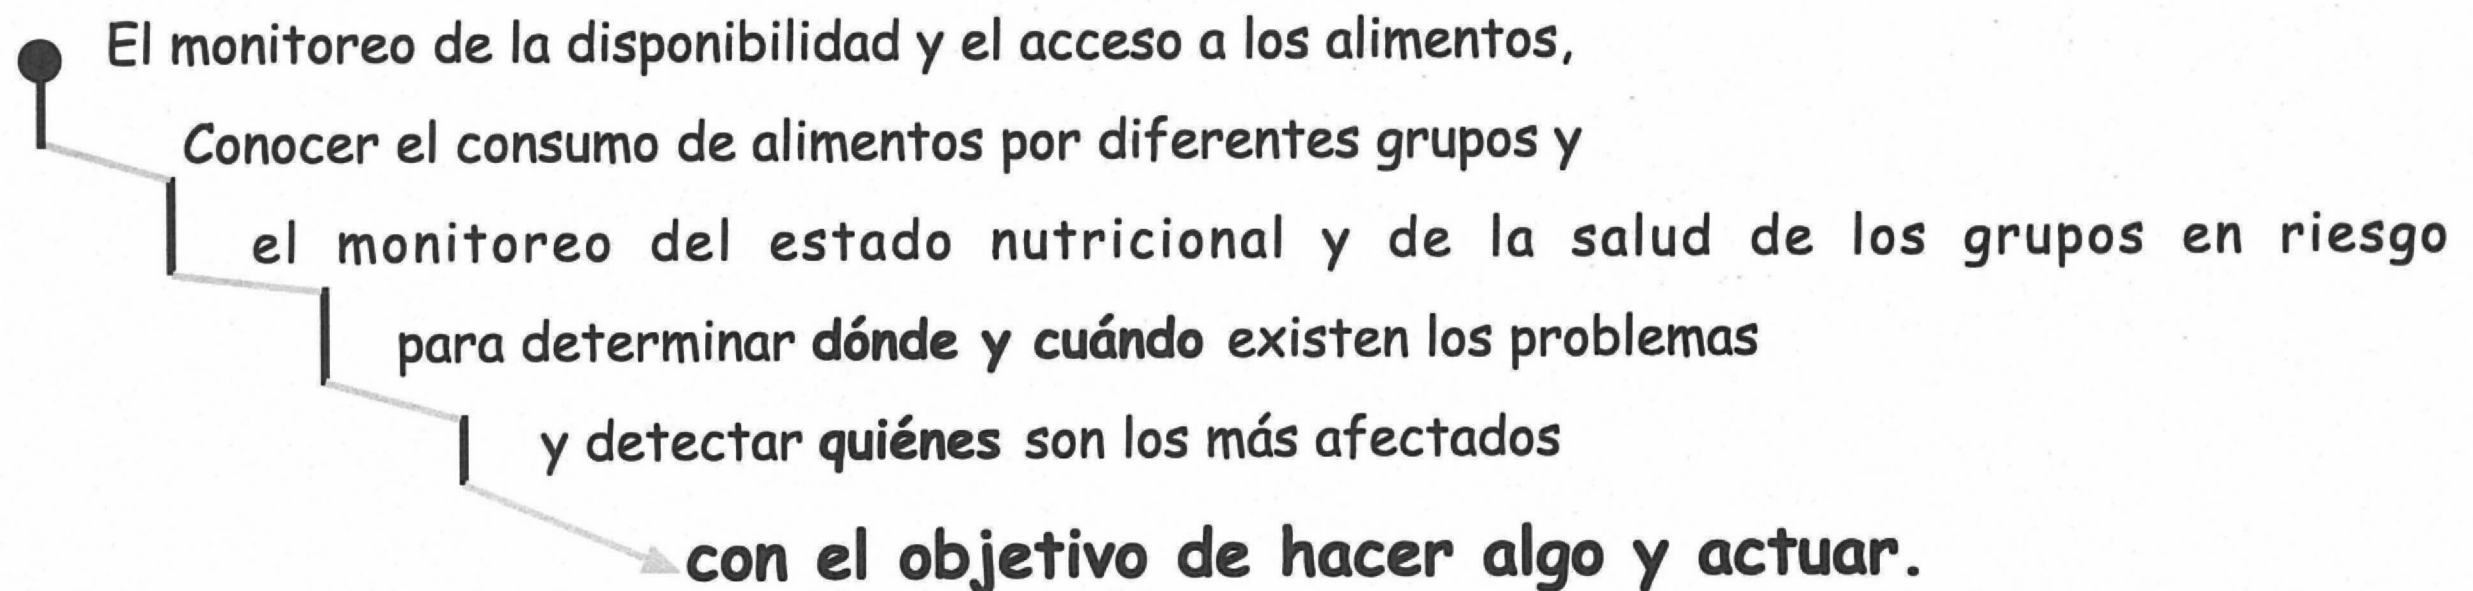 El monitoreo de la disponibilidad y el acceso a los alimentos,
Conocer el consumo de alimentos por diferentes grupos y
el monitoreo del estado nutricional y de la salud de los grupos en riesgo
para determinar dónde y cuándo existen los problemas
y detectar quiénes son los más afectados
con el objetivo de hacer algo y actuar.